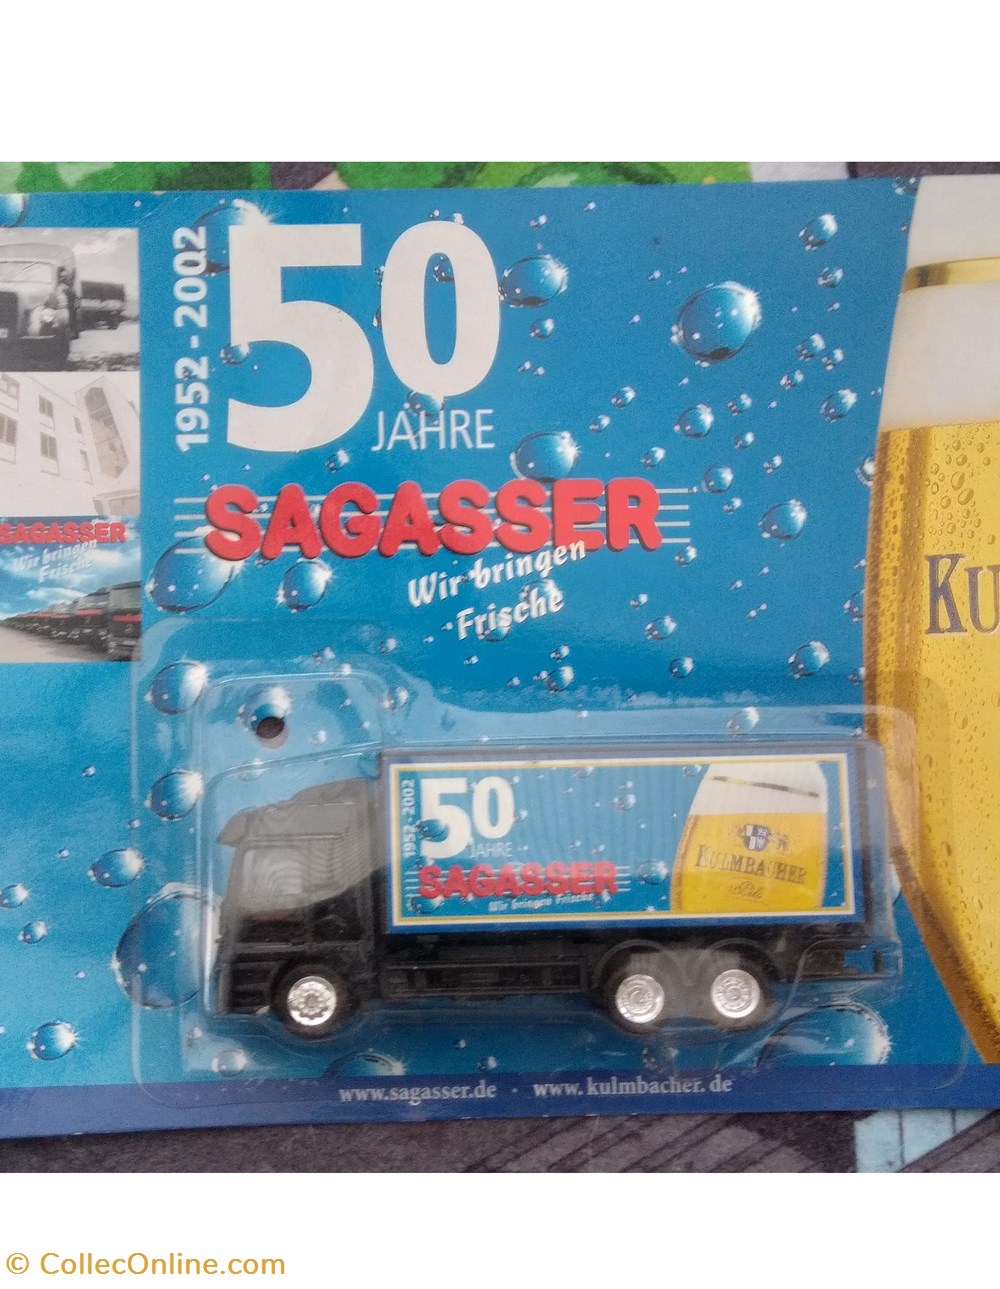 1952 - 2002
50
JAHRE
SAGASSER
Wir bringen
Frische
SAGASSER
Wir bringen
Frische
KU
1952-2002
50
JAHRE
SAGASSER
Wir bringen Frische
KULMBACHER
Pils
www.sagasser.de · www.kulmbacher.de
© CollecOnline.com